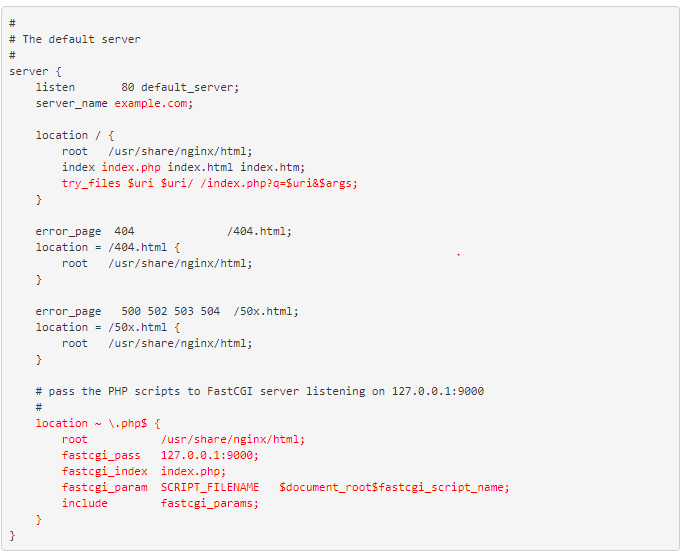 #
# The default server
#
server {
    listen       80 default_server;
    server_name example.com;

    location / {
        root   /usr/share/nginx/html;
        index index.php index.html index.htm;
        try_files $uri $uri/ /index.php?q=$uri&$args;
    }

    error_page  404              /404.html;
    location = /404.html {
        root   /usr/share/nginx/html;
    }

    error_page   500 502 503 504  /50x.html;
    location = /50x.html {
        root   /usr/share/nginx/html;
    }

    # pass the PHP scripts to FastCGI server listening on 127.0.0.1:9000
    #
    location ~ \.php$ {
        root           /usr/share/nginx/html;
        fastcgi_pass   127.0.0.1:9000;
        fastcgi_index  index.php;
        fastcgi_param  SCRIPT_FILENAME   $document_root$fastcgi_script_name;
        include        fastcgi_params;
    }
}